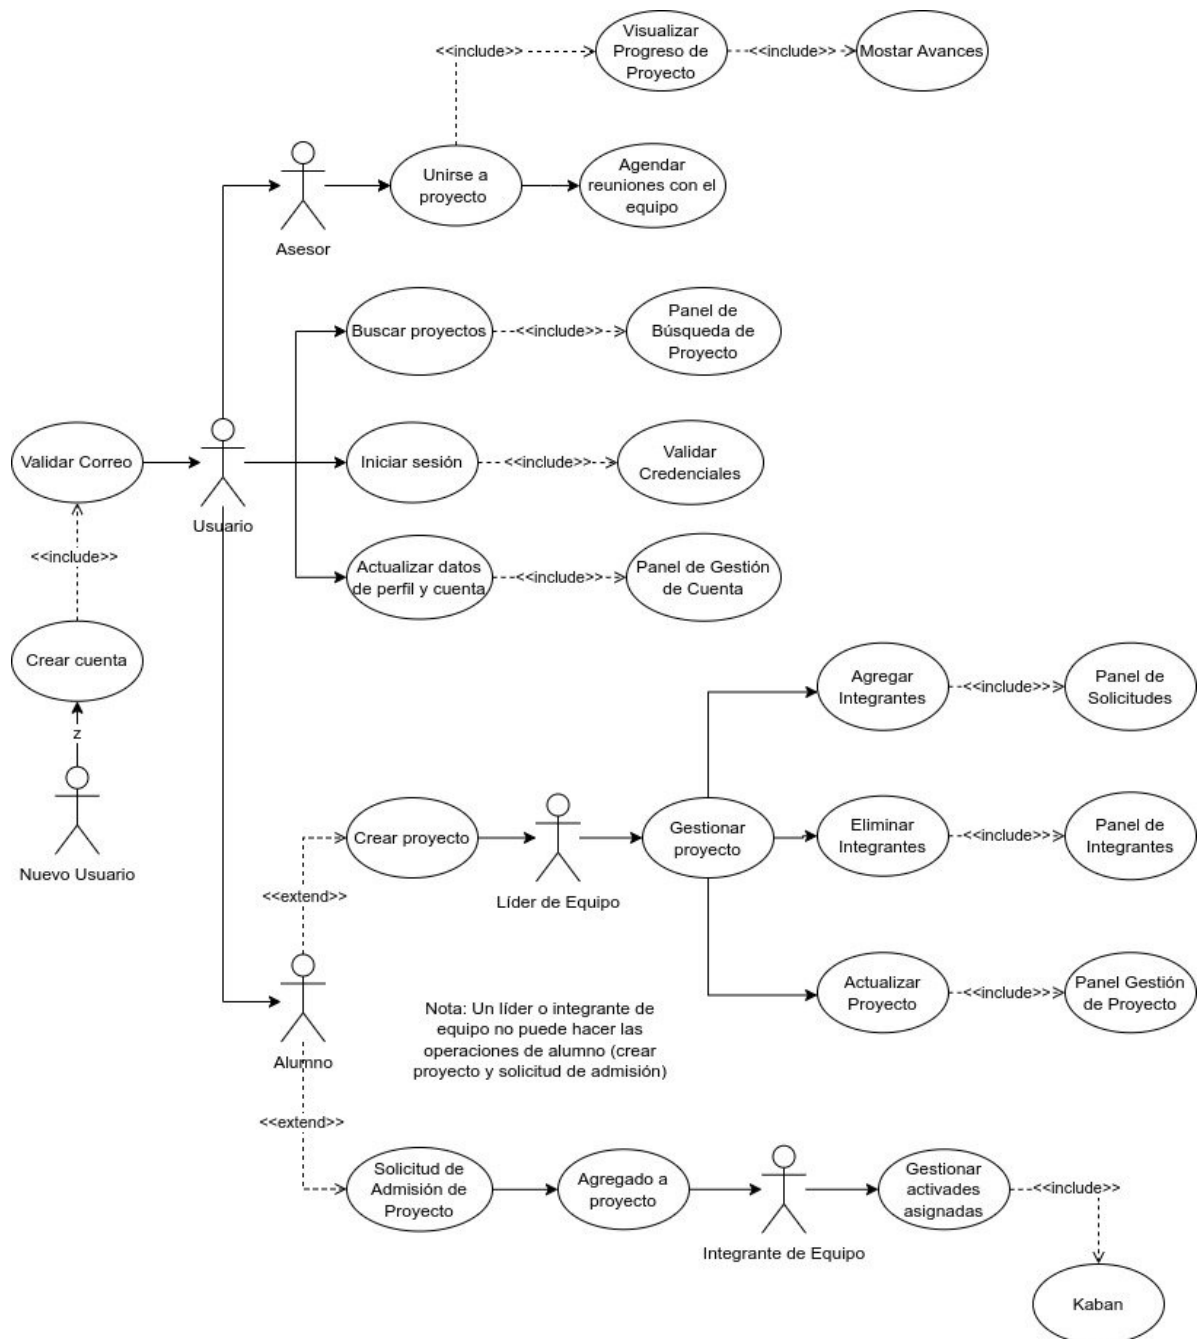 <<include>>
Visualizar
Progreso de
Proyecto
<<include>>
Mostar Avances
Asesor
Unirse a
proyecto
Agendar
reuniones con el
equipo
Buscar proyectos
<<include>>
Panel de
Búsqueda de
Proyecto
Validar Correo
Usuario
Iniciar sesión
<<include>>
Validar
Credenciales
<<include>>
Actualizar datos
de perfil y cuenta
<<include>>
Panel de Gestión
de Cuenta
Crear cuenta
z
Nuevo Usuario
Agregar
Integrantes
<<include>>
Panel de
Solicitudes
<<extend>>
Crear proyecto
Líder de Equipo
Gestionar
proyecto
Eliminar
Integrantes
<<include>>
Panel de
Integrantes
Alumno
Nota: Un líder o integrante de
equipo no puede hacer las
operaciones de alumno (crear
proyecto y solicitud de admisión)
Actualizar
Proyecto
<<include>>
Panel Gestión
de Proyecto
<<extend>>
Solicitud de
Admisión de
Proyecto
Agregado a
proyecto
Integrante de Equipo
Gestionar
activades
asignadas
<<include>>
Kaban